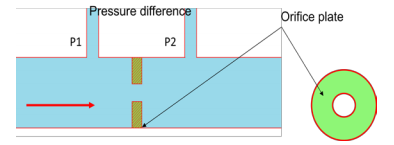 Pressure difference
Orifice plate
P1
P2